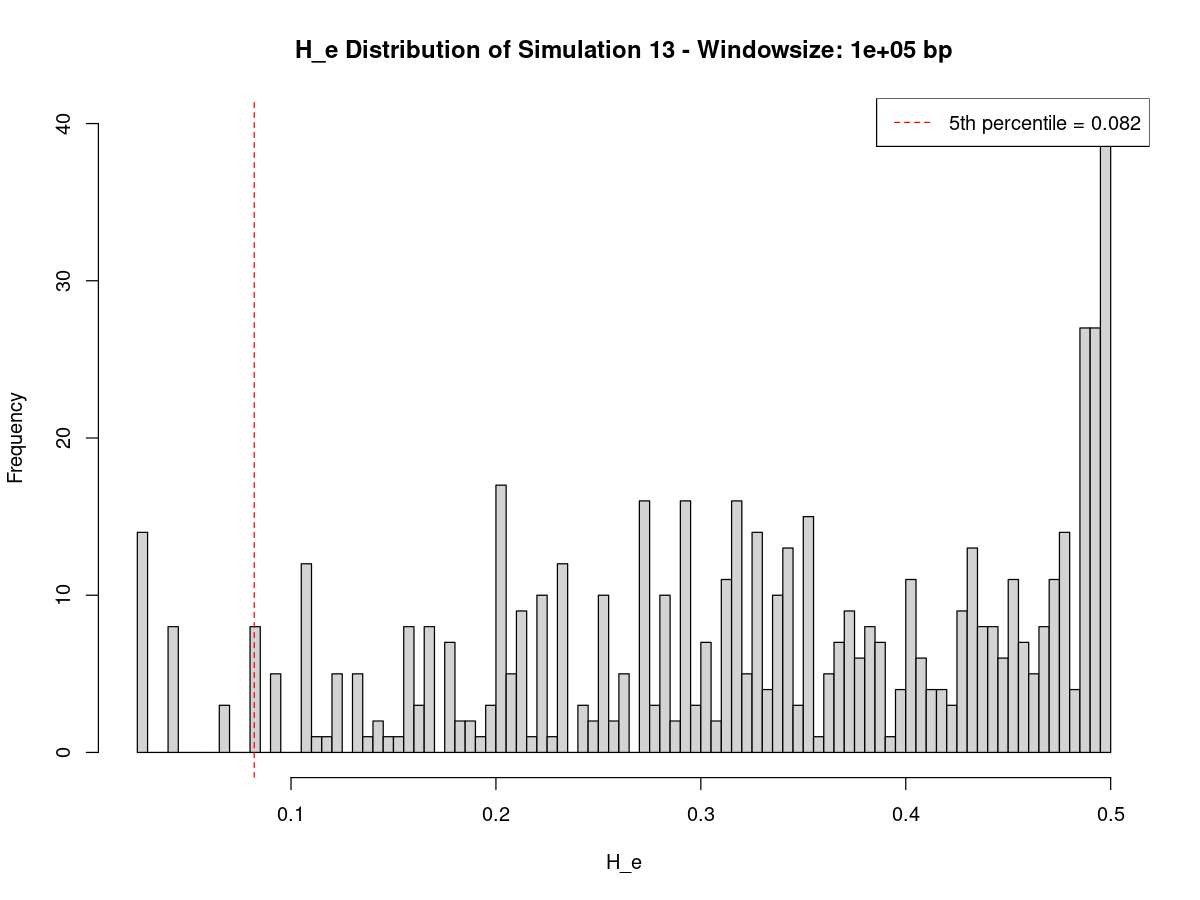 H_e Distribution of Simulation 13 - Windowsize: 1e+05 bp
5th percentile = 0.082
Frequency
40
30
20
10
0
0.1 0.2 0.3 0.4 0.5
H_e